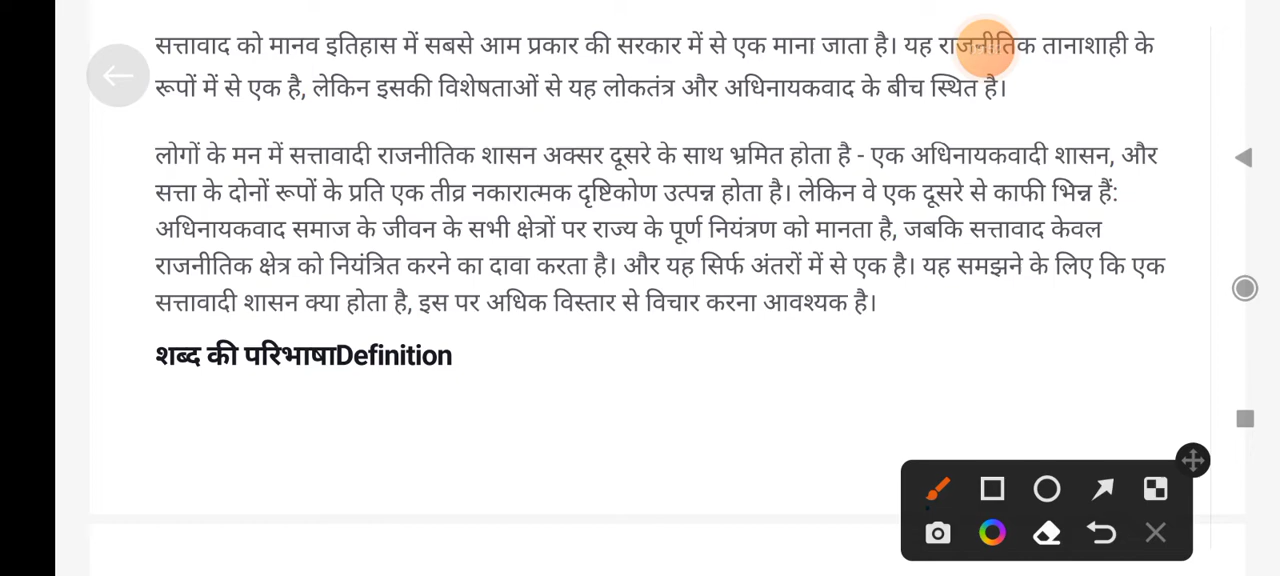 सत्तावाद को मानव इतिहास में सबसे आम प्रकार की सरकार में से एक माना जाता है। यह राजनीतिक तानाशाही के
रूपों में से एक है, लेकिन इसकी विशेषताओं से यह लोकतंत्र और अधिनायकवाद के बीच स्थित है।
लोगों के मन में सत्तावादी राजनीतिक शासन अक्सर दूसरे के साथ भ्रमित होता है - एक अधिनायकवादी शासन, और
सत्ता के दोनों रूपों के प्रति एक तीव्र नकारात्मक दृष्टिकोण उत्पन्न होता है। लेकिन वे एक दूसरे से काफी भिन्न हैं:
अधिनायकवाद समाज के जीवन के सभी क्षेत्रों पर राज्य के पूर्ण नियंत्रण को मानता है, जबकि सत्तावाद केवल
राजनीतिक क्षेत्र को नियंत्रित करने का दावा करता है। और यह सिर्फ अंतरों में से एक है। यह समझने के लिए कि एक
सत्तावादी शासन क्या होता है, इस पर अधिक विस्तार से विचार करना आवश्यक है।
शब्द की परिभाषाDefinition